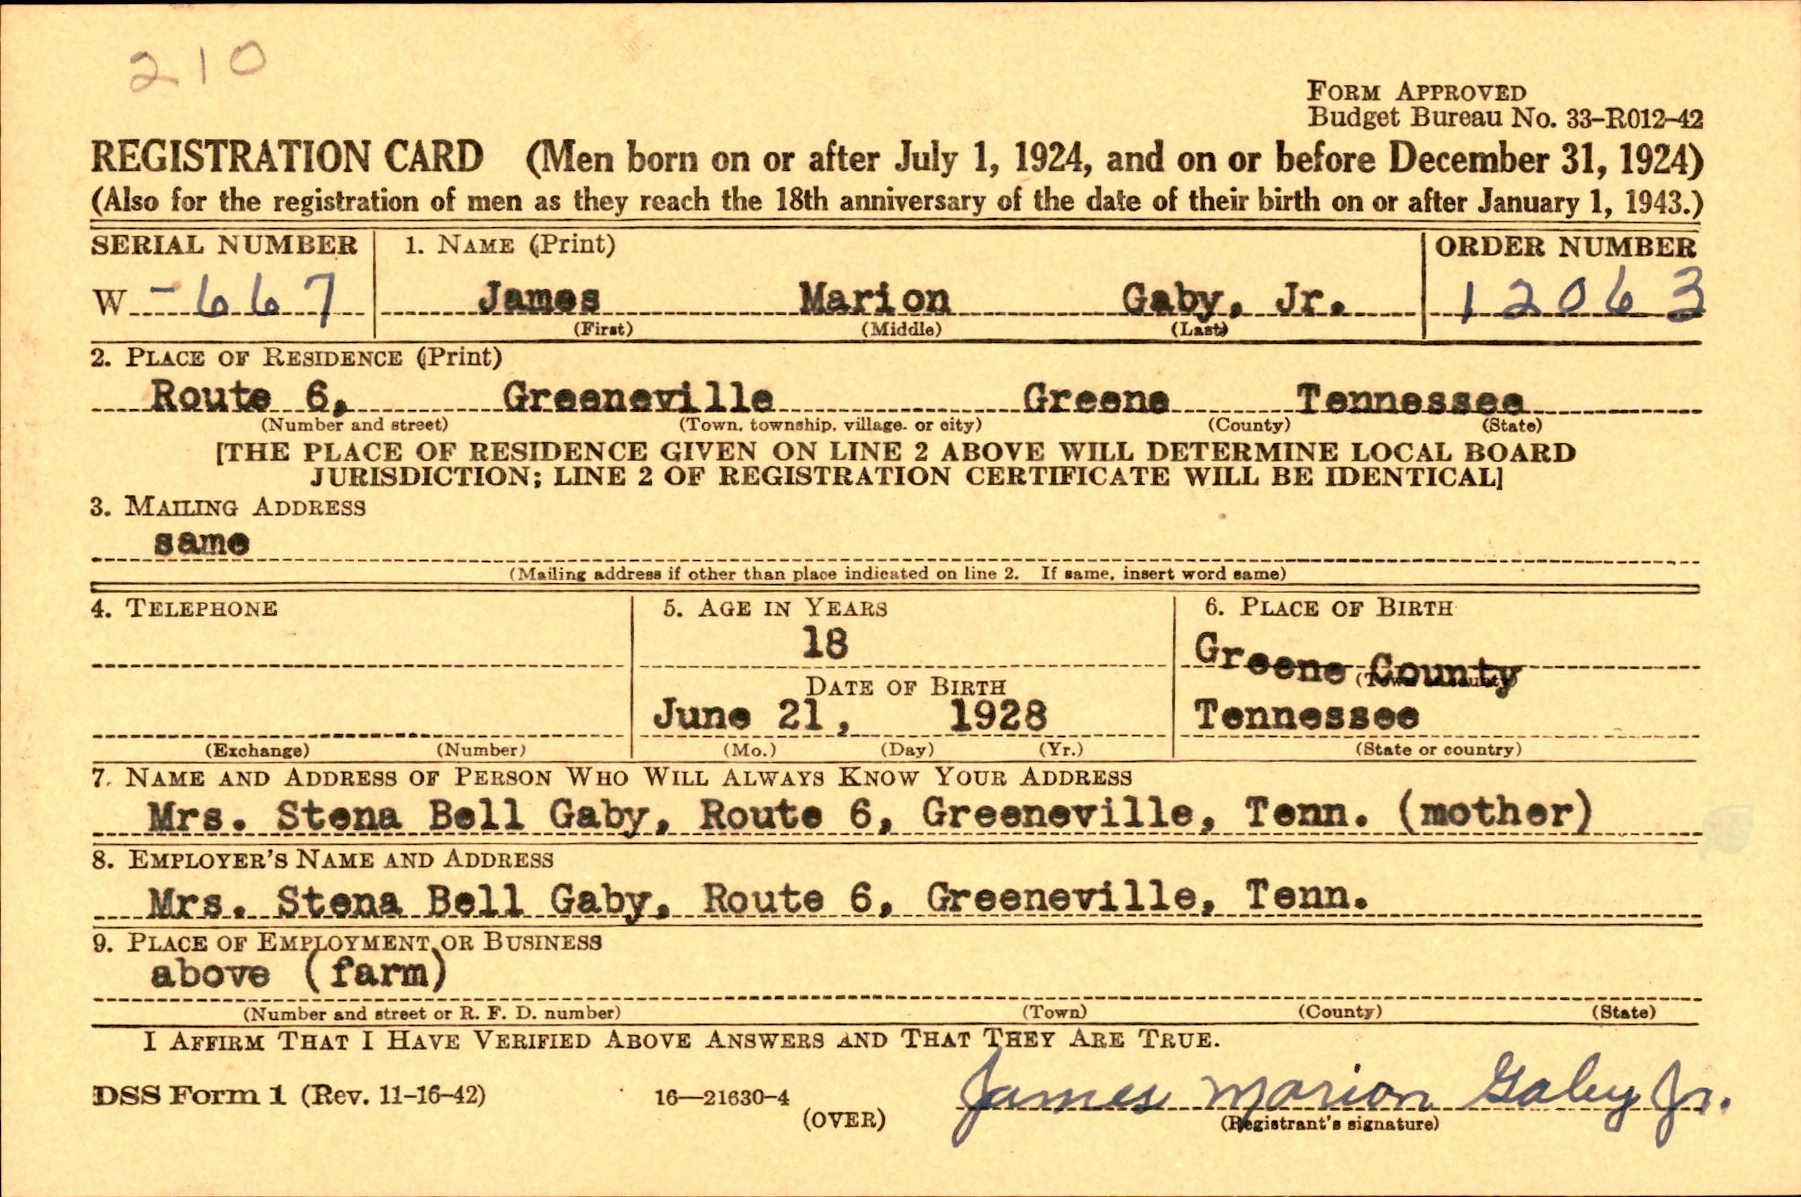 210
FORM APPROVED
Budget Bureau No. 33-R012-42
REGISTRATION CARD (Men born on or after July 1, 1924, and on or before December 31, 1924)
(Also for the registration of men as they reach the 18th anniversary of the date of their birth on or after January 1, 1943.)
SERIAL NUMBER 1. NAME (Print) ORDER NUMBER
W -667 James Marion Gaby, Jr. 12063
(First) (Middle) (Last)
2. PLACE OF RESIDENCE (Print)
Route 6, Greeneville Greene Tennessee
(Number and street) (Town, township, village, or city) (County) (State)
[THE PLACE OF RESIDENCE GIVEN ON LINE 2 ABOVE WILL DETERMINE LOCAL BOARD
JURISDICTION; LINE 2 OF REGISTRATION CERTIFICATE WILL BE IDENTICAL]
3. MAILING ADDRESS
same
(Mailing address if other than place indicated on line 2. If same, insert word same)
4. TELEPHONE 5. AGE IN YEARS 6. PLACE OF BIRTH
18 Greene County
(Town or county)
DATE OF BIRTH
June 21, 1928 Tennessee
(Exchange) (Number) (Mo.) (Day) (Yr.) (State or country)
7. NAME AND ADDRESS OF PERSON WHO WILL ALWAYS KNOW YOUR ADDRESS
Mrs. Stena Bell Gaby, Route 6, Greeneville, Tenn. (mother)
8. EMPLOYER'S NAME AND ADDRESS
Mrs. Stena Bell Gaby, Route 6, Greeneville, Tenn.
9. PLACE OF EMPLOYMENT OR BUSINESS
above (farm)
(Number and street or R. F. D. number) (Town) (County) (State)
I AFFIRM THAT I HAVE VERIFIED ABOVE ANSWERS AND THAT THEY ARE TRUE.
DSS Form 1 (Rev. 11-16-42) 16—21630-4 James Marion Gaby Jr.
(OVER) (Registrant's signature)